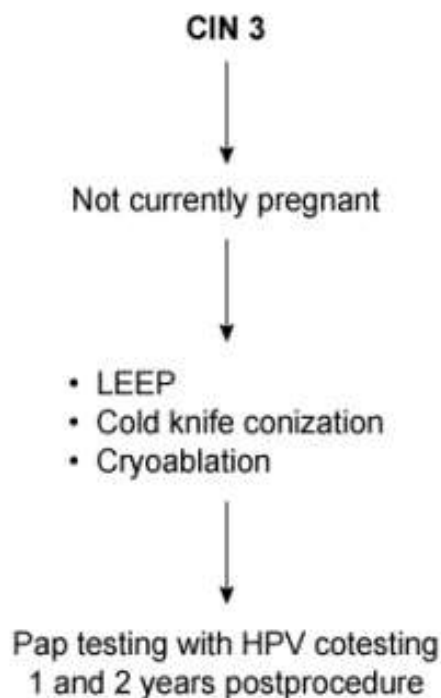 CIN 3
Not currently pregnant
• LEEP
• Cold knife conization
• Cryoablation
Pap testing with HPV cotesting
1 and 2 years postprocedure